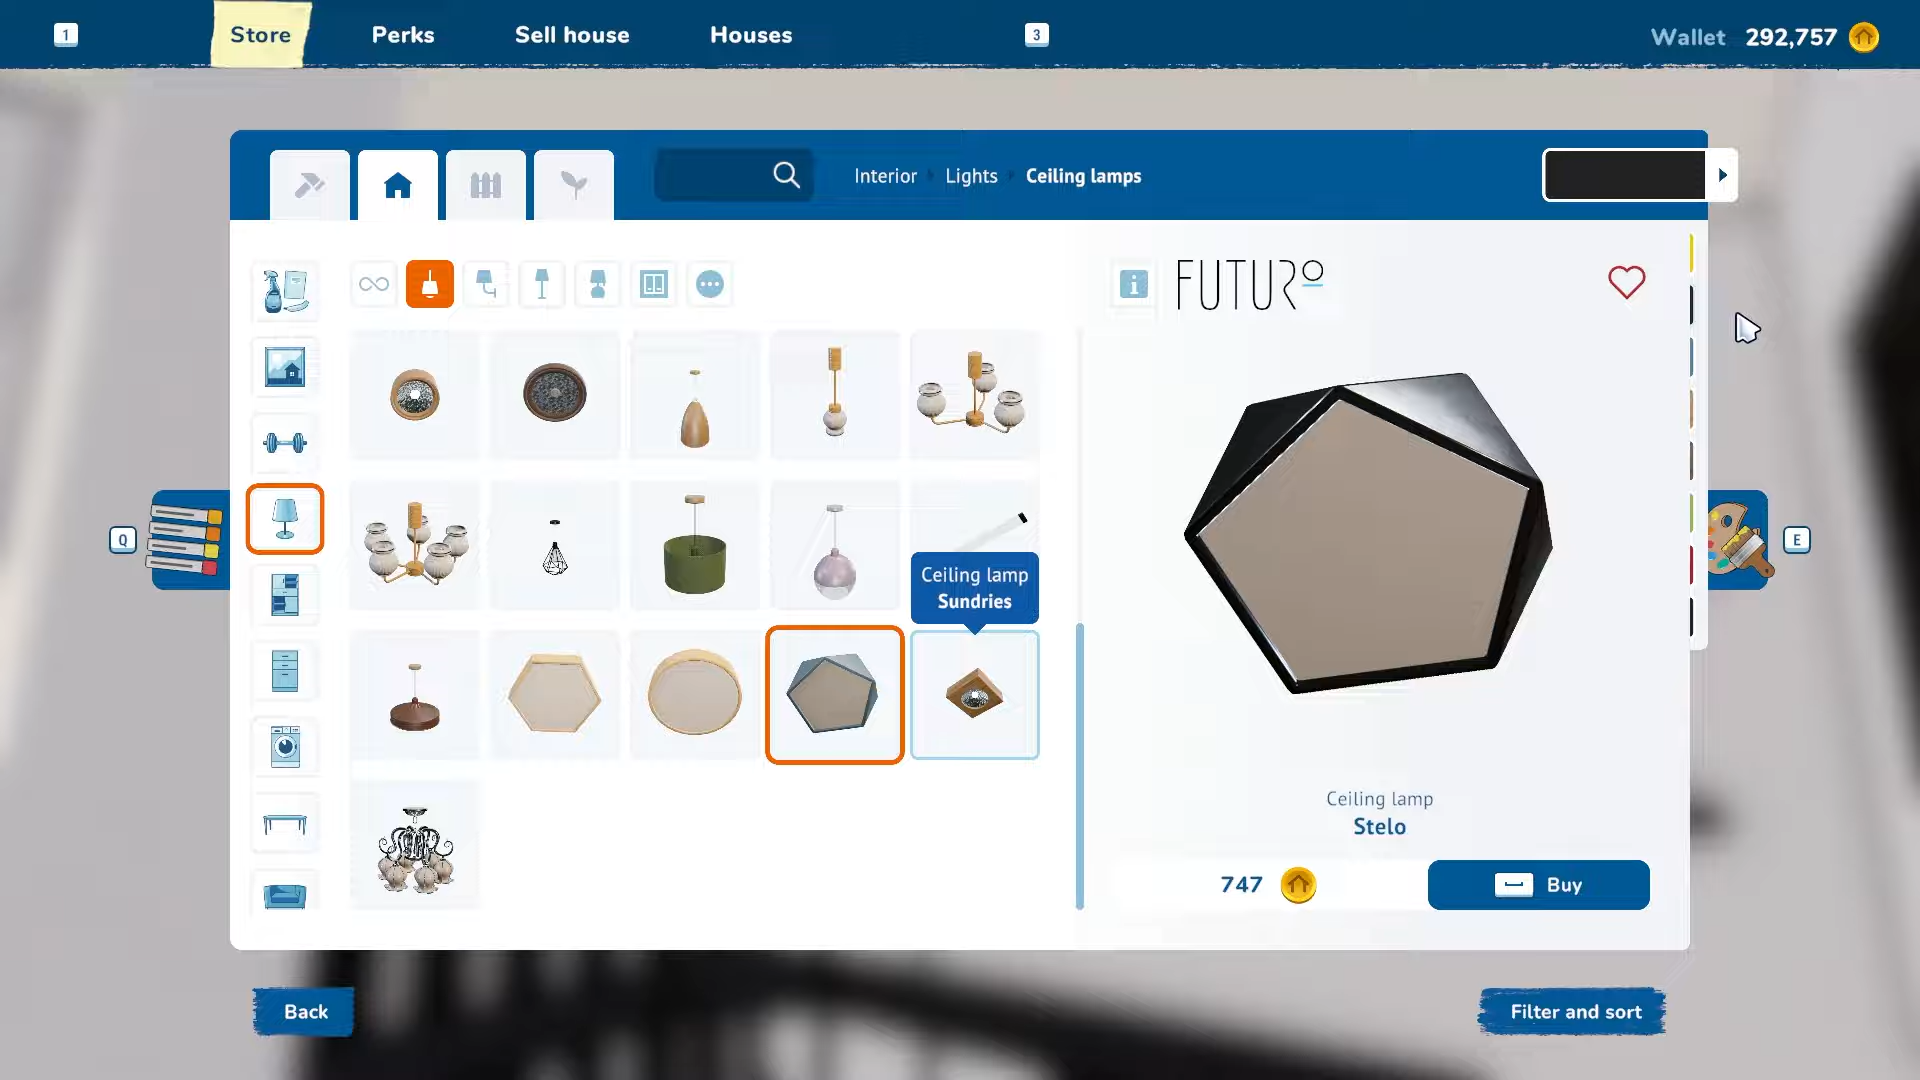 1
Store
Perks
Sell house
Houses
3
Wallet 292,757
Interior Lights Ceiling lamps
FUTURO
Q
E
Ceiling lamp
Sundries
Ceiling lamp
Stelo
747
Buy
Back
Filter and sort